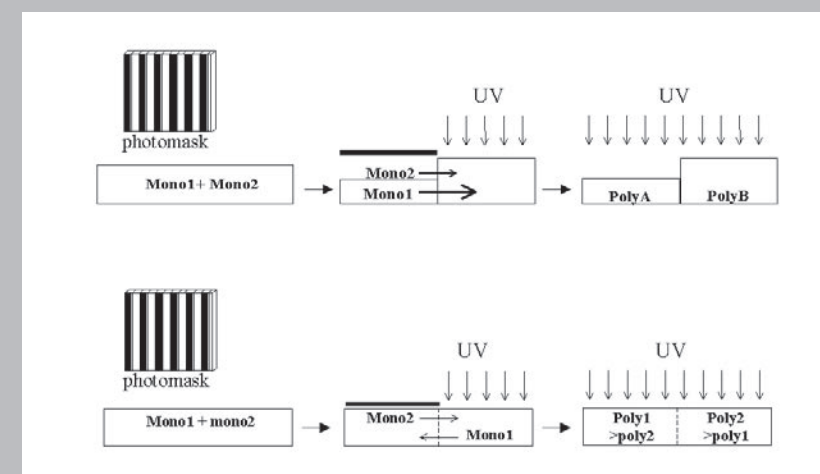 UV
UV
photomask
Mono1+ Mono2
Mono2
Mono1
PolyA
PolyB
UV
UV
photomask
Mono1+mono2
Mono2
Mono1
Poly1
>poly2
Poly2
>poly1